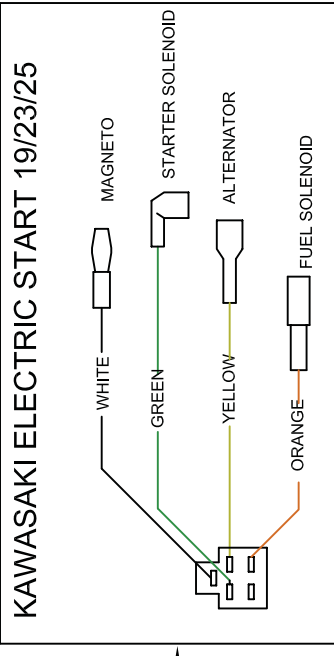 KAWASAKI ELECTRIC START 19/23/25
WHITE
MAGNETO
GREEN
STARTER SOLENOID
YELLOW
ALTERNATOR
ORANGE
FUEL SOLENOID